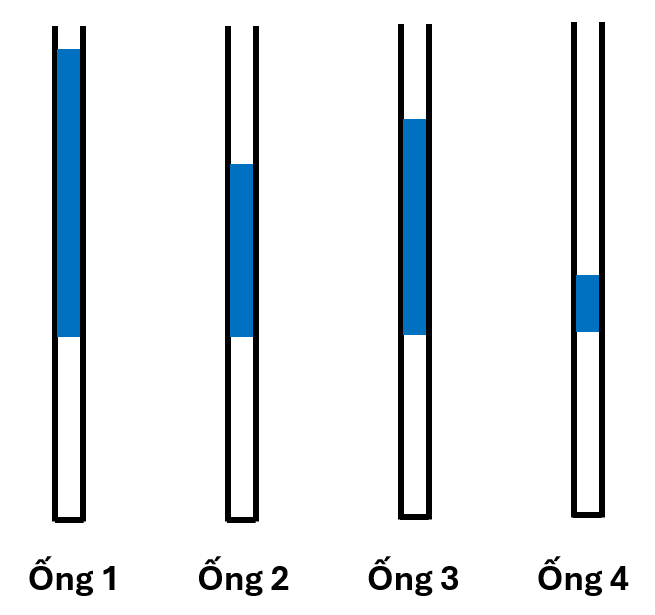 Ống 1 Ống 2 Ống 3 Ống 4